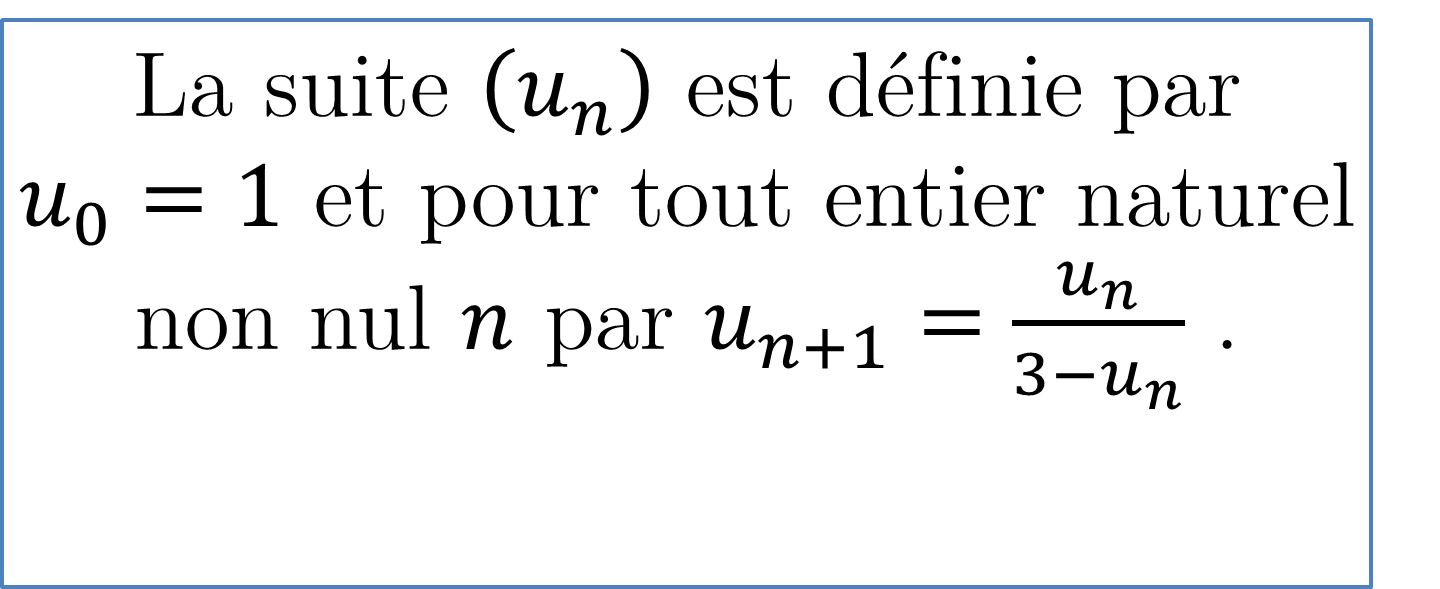 La suite (uₙ) est définie par
u₀ = 1 et pour tout entier naturel
non nul n par uₙ₊₁ = uₙ/(3−uₙ) .